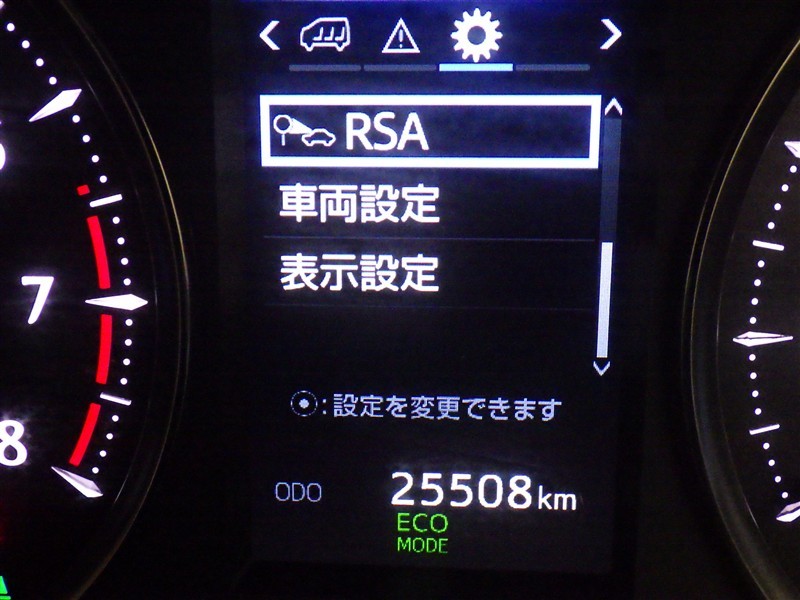 RSA
車両設定
表示設定
7
:設定を変更できます
8
ODO 25508km
ECO
MODE